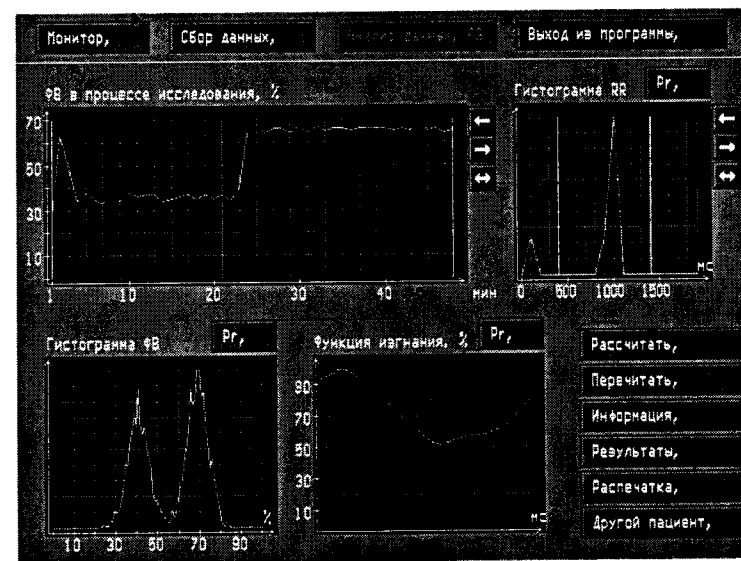 Монитор,
Сбор данных,
Выход из программы,
ФВ в процессе исследования, %
Гистограмма RR
Pr,
70
50
30
10
1 10 20 30 40 мин
0 500 1000 1500
мс
Гистограмма ФВ
Pr,
Функция изгнания, %
Pr,
90
70
50
30
10
мс
%
10 30 50 70 90
Рассчитать,
Перечитать,
Информация,
Результаты,
Распечатка,
Другой пациент,